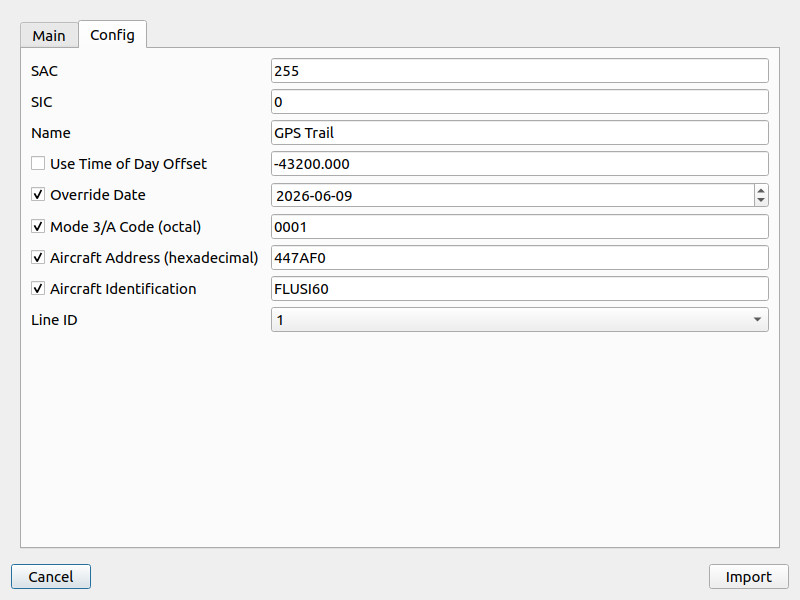 Main Config
SAC 255
SIC 0
Name GPS Trail
Use Time of Day Offset -43200.000
Override Date 2026-06-09
Mode 3/A Code (octal) 0001
Aircraft Address (hexadecimal) 447AF0
Aircraft Identification FLUSI60
Line ID 1
Cancel Import